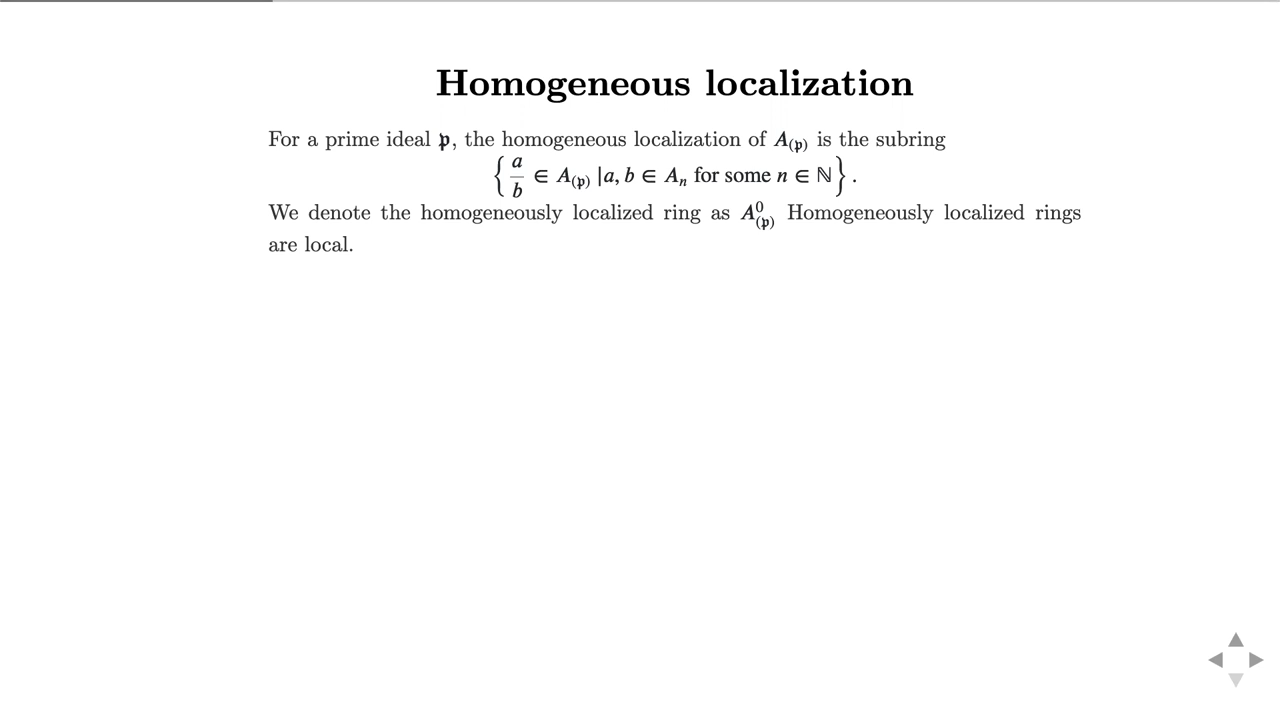 Homogeneous localization
For a prime ideal 𝔭, the homogeneous localization of A₍𝔭₎ is the subring
{ a/b ∈ A₍𝔭₎ | a, b ∈ Aₙ for some n ∈ ℕ } .
We denote the homogeneously localized ring as A⁰₍𝔭₎ Homogeneously localized rings
are local.